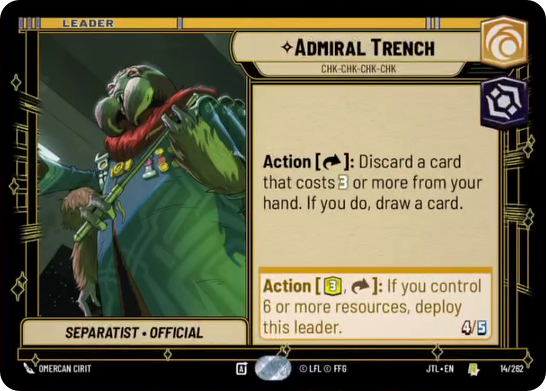 LEADER
✧ADMIRAL TRENCH
CHK-CHK-CHK-CHK
Action [↷]: Discard a card
that costs 3 or more from your
hand. If you do, draw a card.
Action [3, ↷]: If you control
6 or more resources, deploy
this leader.
4/5
SEPARATIST • OFFICIAL
OMERCAN CIRIT
© LFL © FFG
JTL • EN
14/262